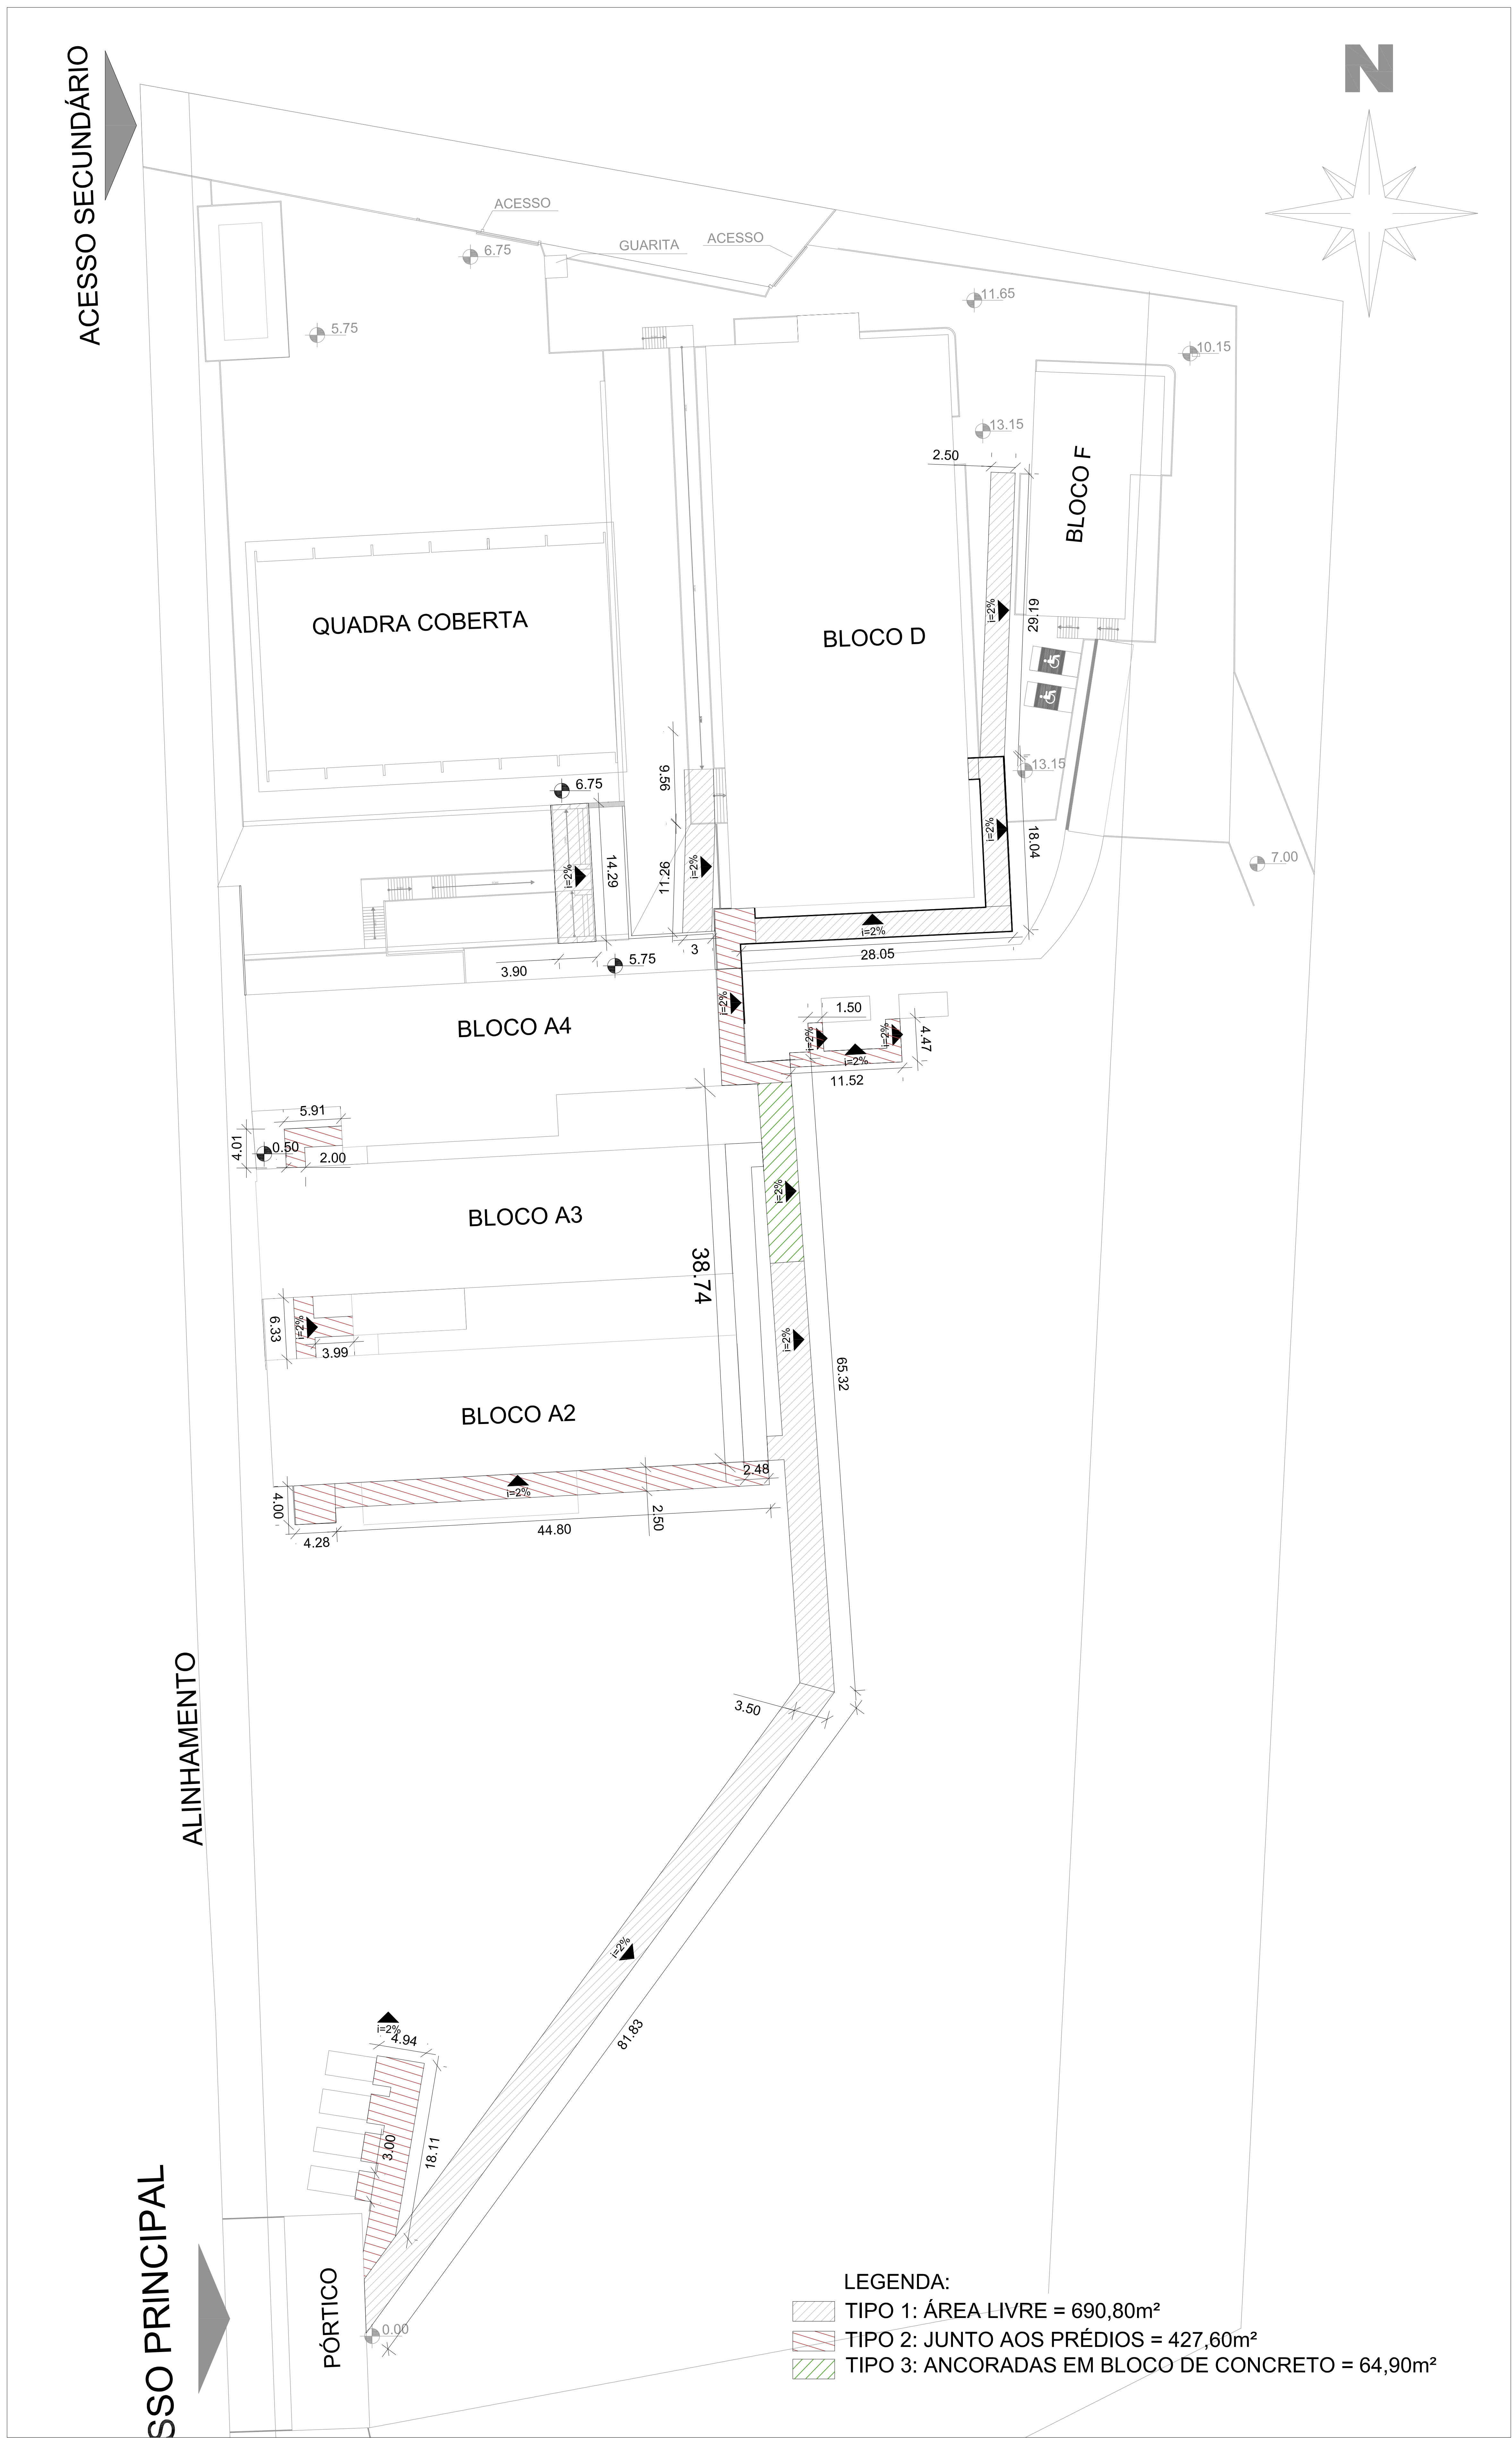 N
ACESSO SECUNDÁRIO
ACESSO
GUARITA
ACESSO
6.75
5.75
11.65
10.15
13.15
2.50
BLOCO F
QUADRA COBERTA
BLOCO D
i=2%
29.19
13.15
9.56
6.75
14.29
i=2%
11.26
i=2%
i=2%
18.04
7.00
i=2%
28.05
3
3.90
5.75
BLOCO A4
i=2%
1.50
i=2%
i=2%
i=2%
4.47
11.52
5.91
4.01
0.50
2.00
BLOCO A3
i=2%
38.74
6.33
i=2%
3.99
i=2%
65.32
BLOCO A2
2.48
i=2%
4.00
2.50
4.28
44.80
ALINHAMENTO
3.50
i=2%
81.83
i=2%
4.94
3.00
18.11
SSO PRINCIPAL
PÓRTICO
0.00
LEGENDA:
TIPO 1: ÁREA LIVRE = 690,80m²
TIPO 2: JUNTO AOS PRÉDIOS = 427,60m²
TIPO 3: ANCORADAS EM BLOCO DE CONCRETO = 64,90m²